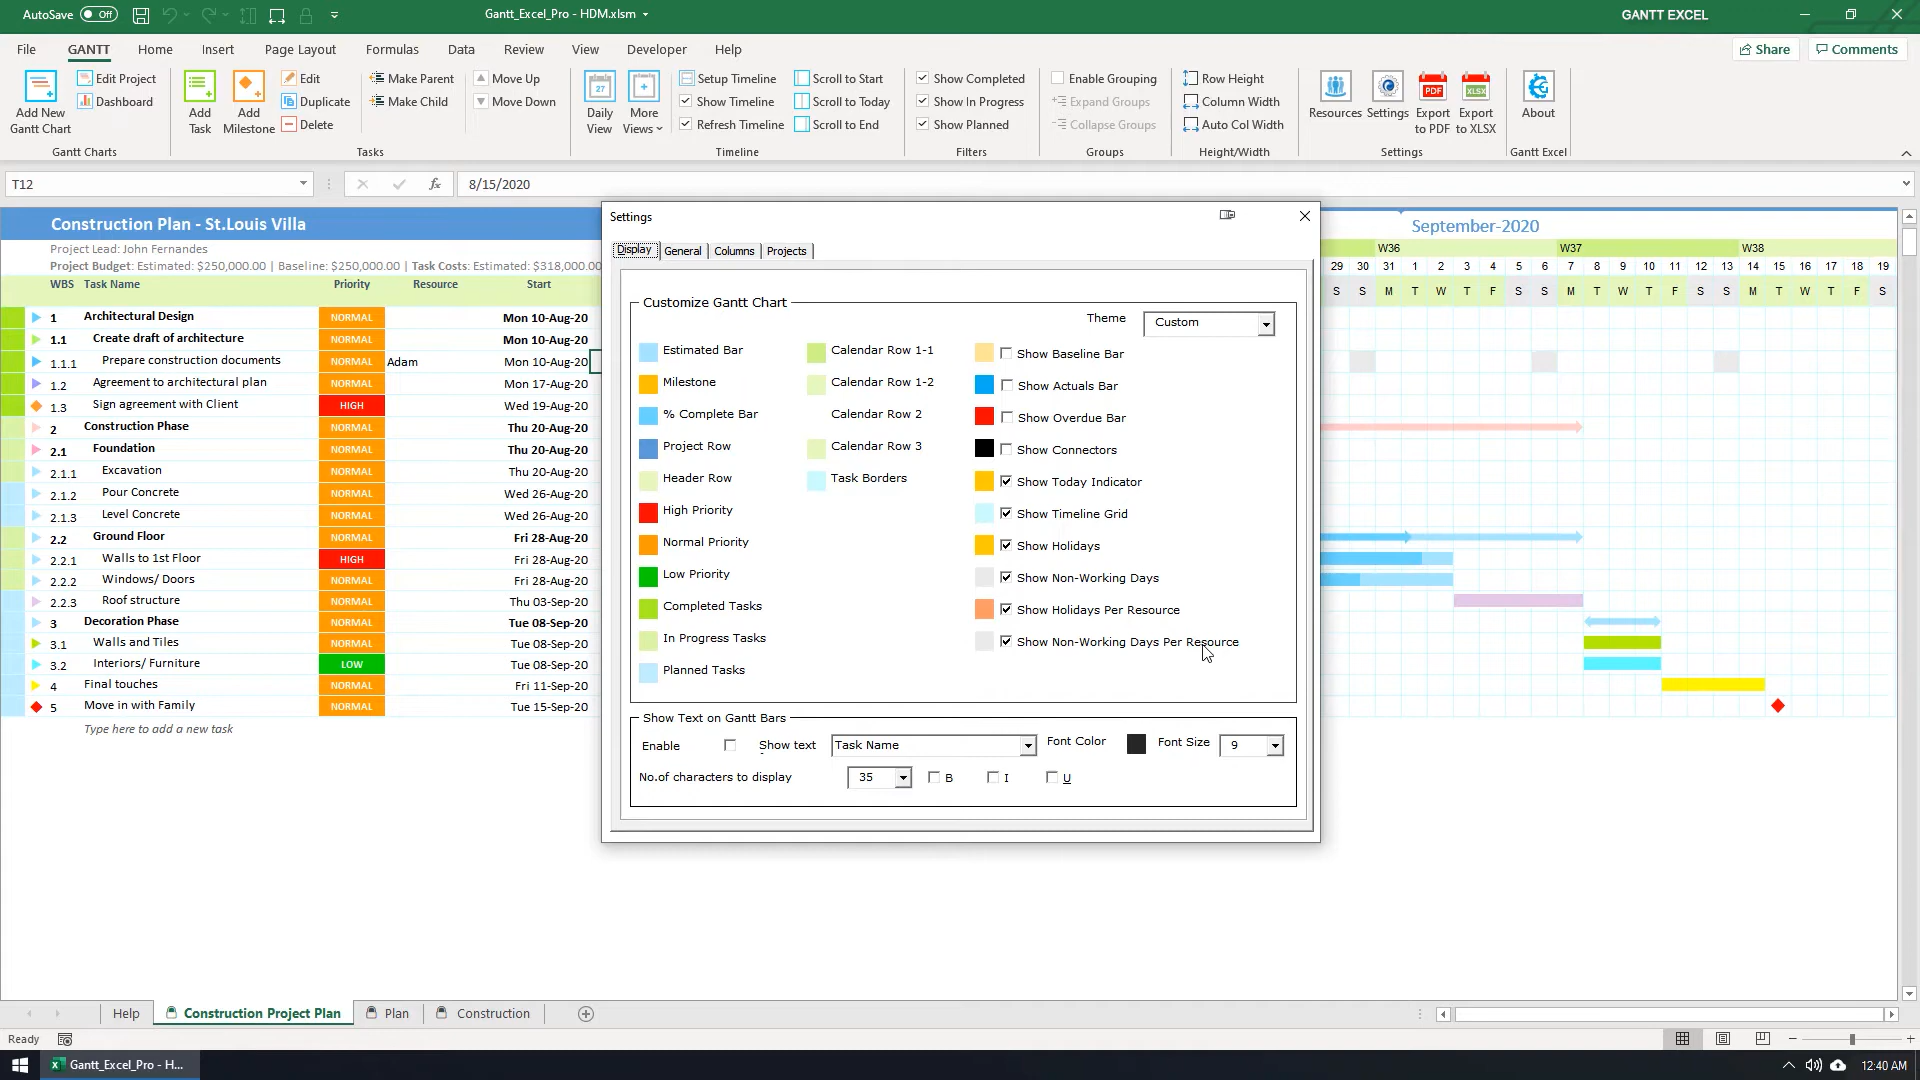 AutoSave Off
Gantt_Excel_Pro - HDM.xlsm
GANTT EXCEL
File GANTT Home Insert Page Layout Formulas Data Review View Developer Help
Share Comments
Add New Gantt Chart
Edit Project
Dashboard
Gantt Charts
Add Task
Add Milestone
Edit
Duplicate
Delete
Make Parent
Make Child
Move Up
Move Down
Tasks
Daily View
More Views
Setup Timeline
Show Timeline
Refresh Timeline
Scroll to Start
Scroll to Today
Scroll to End
Timeline
Show Completed
Show In Progress
Show Planned
Filters
Enable Grouping
Expand Groups
Collapse Groups
Groups
Row Height
Column Width
Auto Col Width
Height/Width
Resources
Settings
Export to PDF
Export to XLSX
Settings
About
Gantt Excel
T12
fx
8/15/2020
Construction Plan - St.Louis Villa
Project Lead: John Fernandes
Project Budget: Estimated: $250,000.00 | Baseline: $250,000.00 | Task Costs: Estimated: $318,000.00
WBS Task Name Priority Resource Start
1 Architectural Design NORMAL Mon 10-Aug-20
1.1 Create draft of architecture NORMAL Mon 10-Aug-20
1.1.1 Prepare construction documents NORMAL Adam Mon 10-Aug-20
1.2 Agreement to architectural plan NORMAL Mon 17-Aug-20
1.3 Sign agreement with Client HIGH Wed 19-Aug-20
2 Construction Phase NORMAL Thu 20-Aug-20
2.1 Foundation NORMAL Thu 20-Aug-20
2.1.1 Excavation NORMAL Thu 20-Aug-20
2.1.2 Pour Concrete NORMAL Wed 26-Aug-20
2.1.3 Level Concrete NORMAL Wed 26-Aug-20
2.2 Ground Floor NORMAL Fri 28-Aug-20
2.2.1 Walls to 1st Floor HIGH Fri 28-Aug-20
2.2.2 Windows/ Doors NORMAL Fri 28-Aug-20
2.2.3 Roof structure NORMAL Thu 03-Sep-20
3 Decoration Phase NORMAL Tue 08-Sep-20
3.1 Walls and Tiles NORMAL Tue 08-Sep-20
3.2 Interiors/ Furniture LOW Tue 08-Sep-20
4 Final touches NORMAL Fri 11-Sep-20
5 Move in with Family NORMAL Tue 15-Sep-20
Type here to add a new task
Settings
Display General Columns Projects
Customize Gantt Chart
Theme Custom
Estimated Bar
Milestone
% Complete Bar
Project Row
Header Row
High Priority
Normal Priority
Low Priority
Completed Tasks
In Progress Tasks
Planned Tasks
Calendar Row 1-1
Calendar Row 1-2
Calendar Row 2
Calendar Row 3
Task Borders
Show Baseline Bar
Show Actuals Bar
Show Overdue Bar
Show Connectors
Show Today Indicator
Show Timeline Grid
Show Holidays
Show Non-Working Days
Show Holidays Per Resource
Show Non-Working Days Per Resource
Show Text on Gantt Bars
Enable Show text Task Name Font Color Font Size 9
No.of characters to display 35 B I U
September-2020
W36 W37 W38
29 30 31 1 2 3 4 5 6 7 8 9 10 11 12 13 14 15 16 17 18 19
S S M T W T F S S M T W T F S S M T W T F S
Help Construction Project Plan Plan Construction
Ready
Gantt_Excel_Pro - H...
12:40 AM